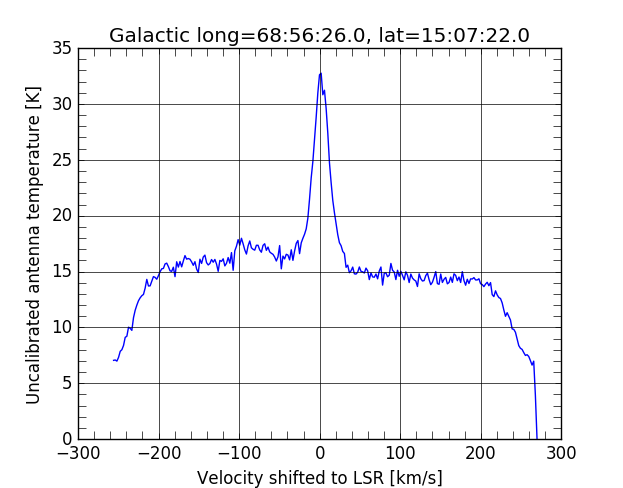 Galactic long=68:56:26.0, lat=15:07:22.0
Uncalibrated antenna temperature [K]
35
30
25
20
15
10
5
0
−300 −200 −100 0 100 200 300
Velocity shifted to LSR [km/s]